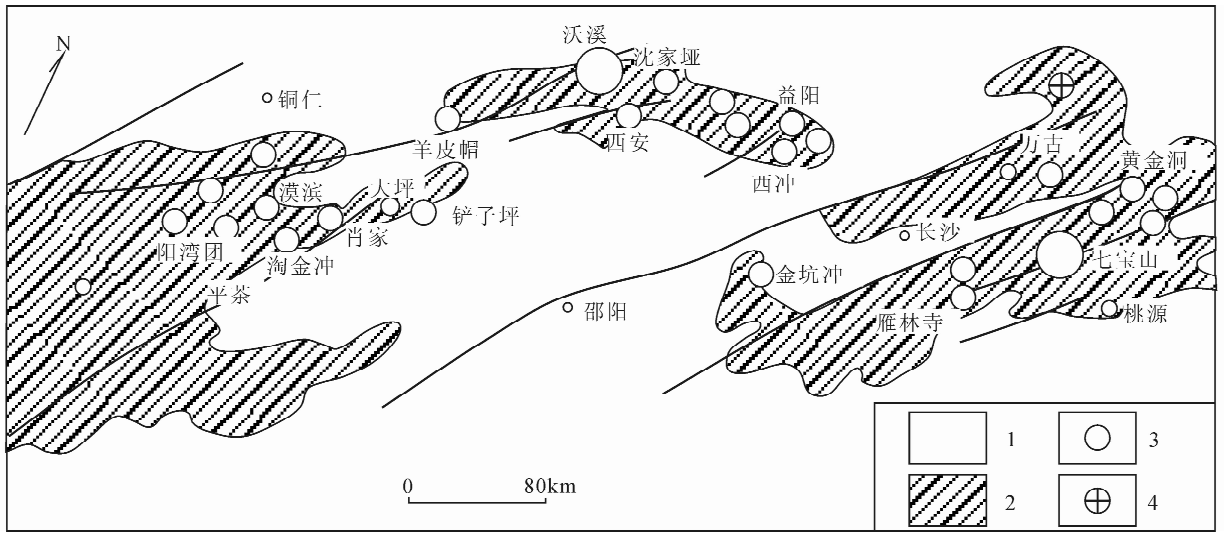 N
沃溪
沈家垭
铜仁
益阳
羊皮帽
西安
西冲
万古
黄金洞
漠滨
大坪
铲子坪
阳湾团
肖家
淘金冲
长沙
七宝山
金坑冲
平茶
邵阳
雁林寺
桃源
0 80km
1
3
2
4